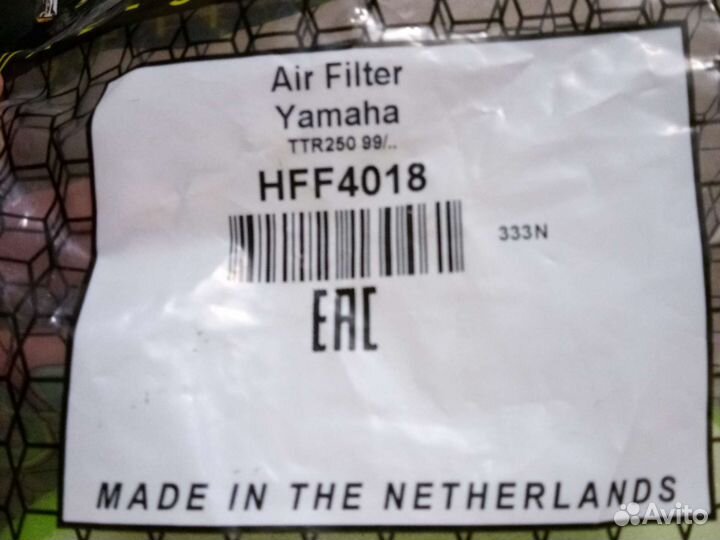 Air Filter
Yamaha
TTR250 99/..
HFF4018
333N
EAC
MADE IN THE NETHERLANDS
Avito